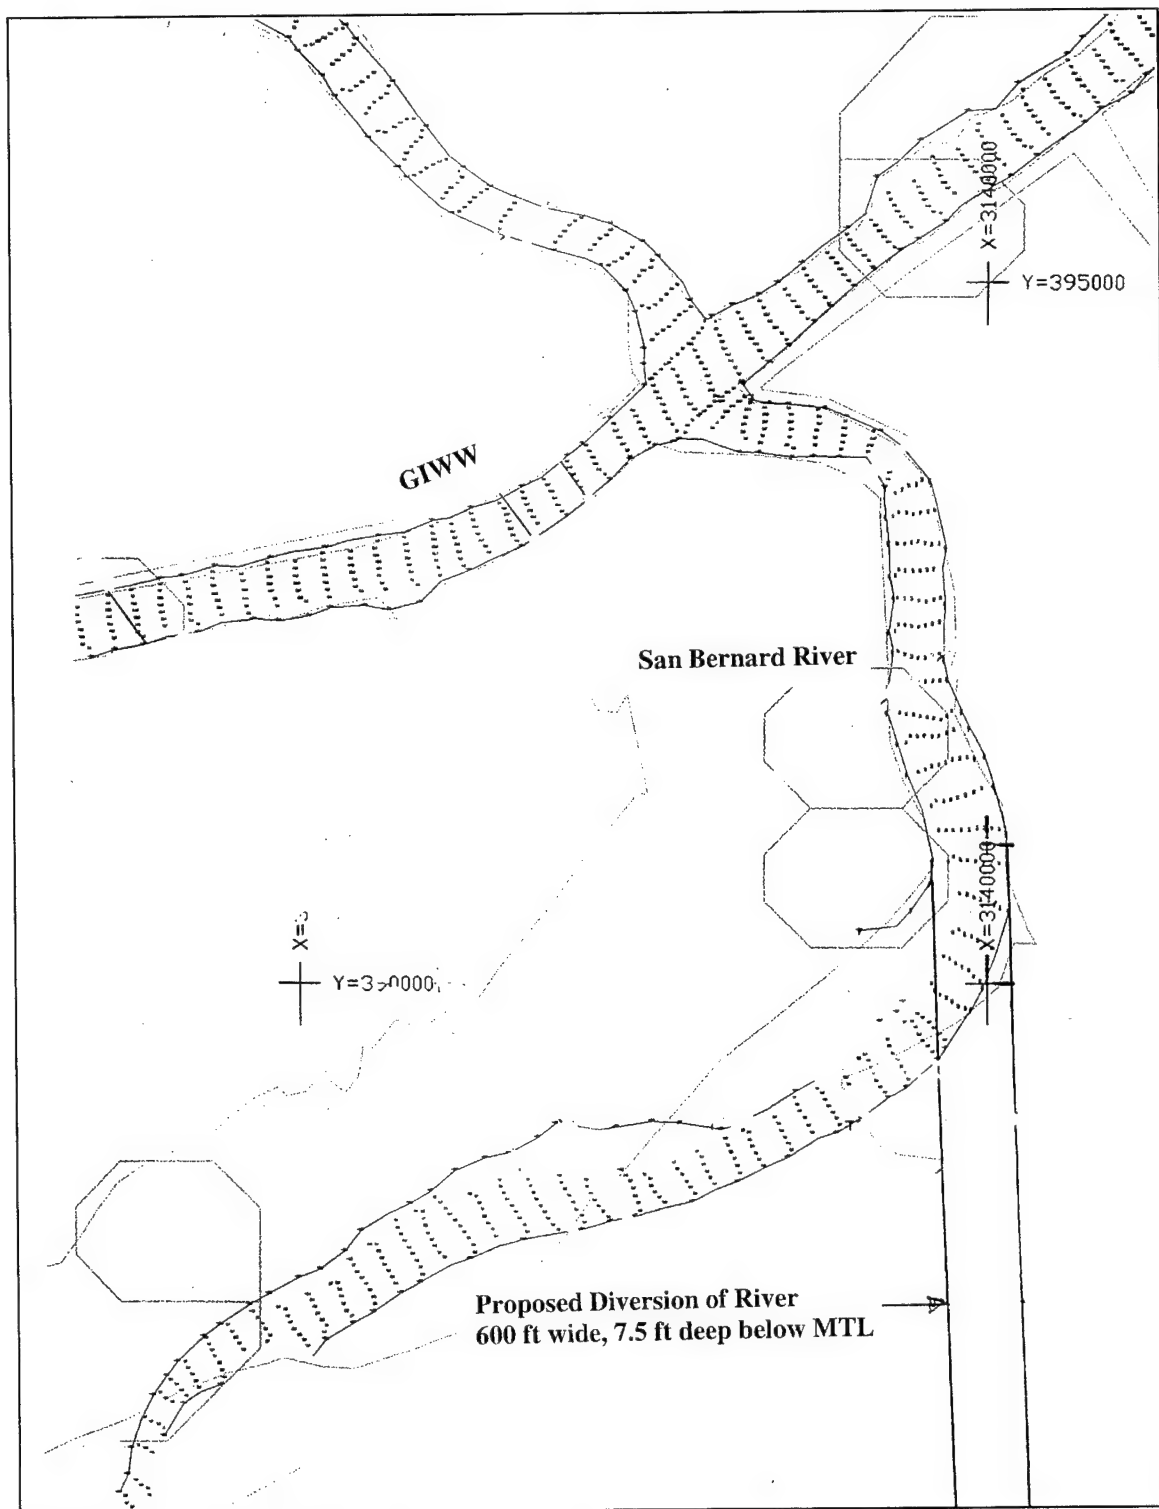 X=3140000
Y=395000
GIWW
San Bernard River
X=3140000
Proposed Diversion of River
600 ft wide, 7.5 ft deep below MTL